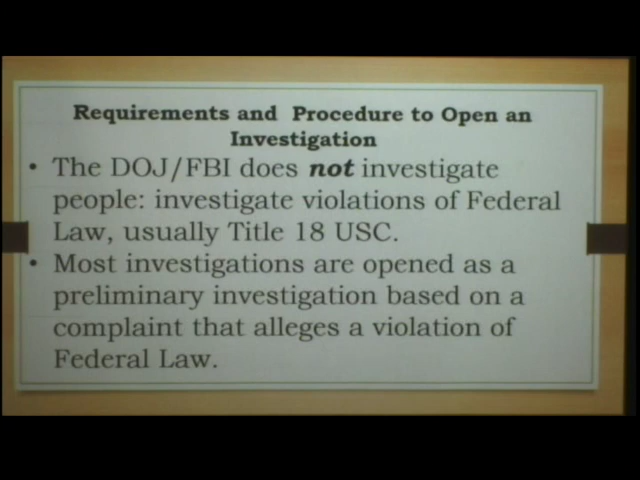 Requirements and Procedure to Open an
Investigation
• The DOJ/FBI does not investigate
people: investigate violations of Federal
Law, usually Title 18 USC.
• Most investigations are opened as a
preliminary investigation based on a
complaint that alleges a violation of
Federal Law.